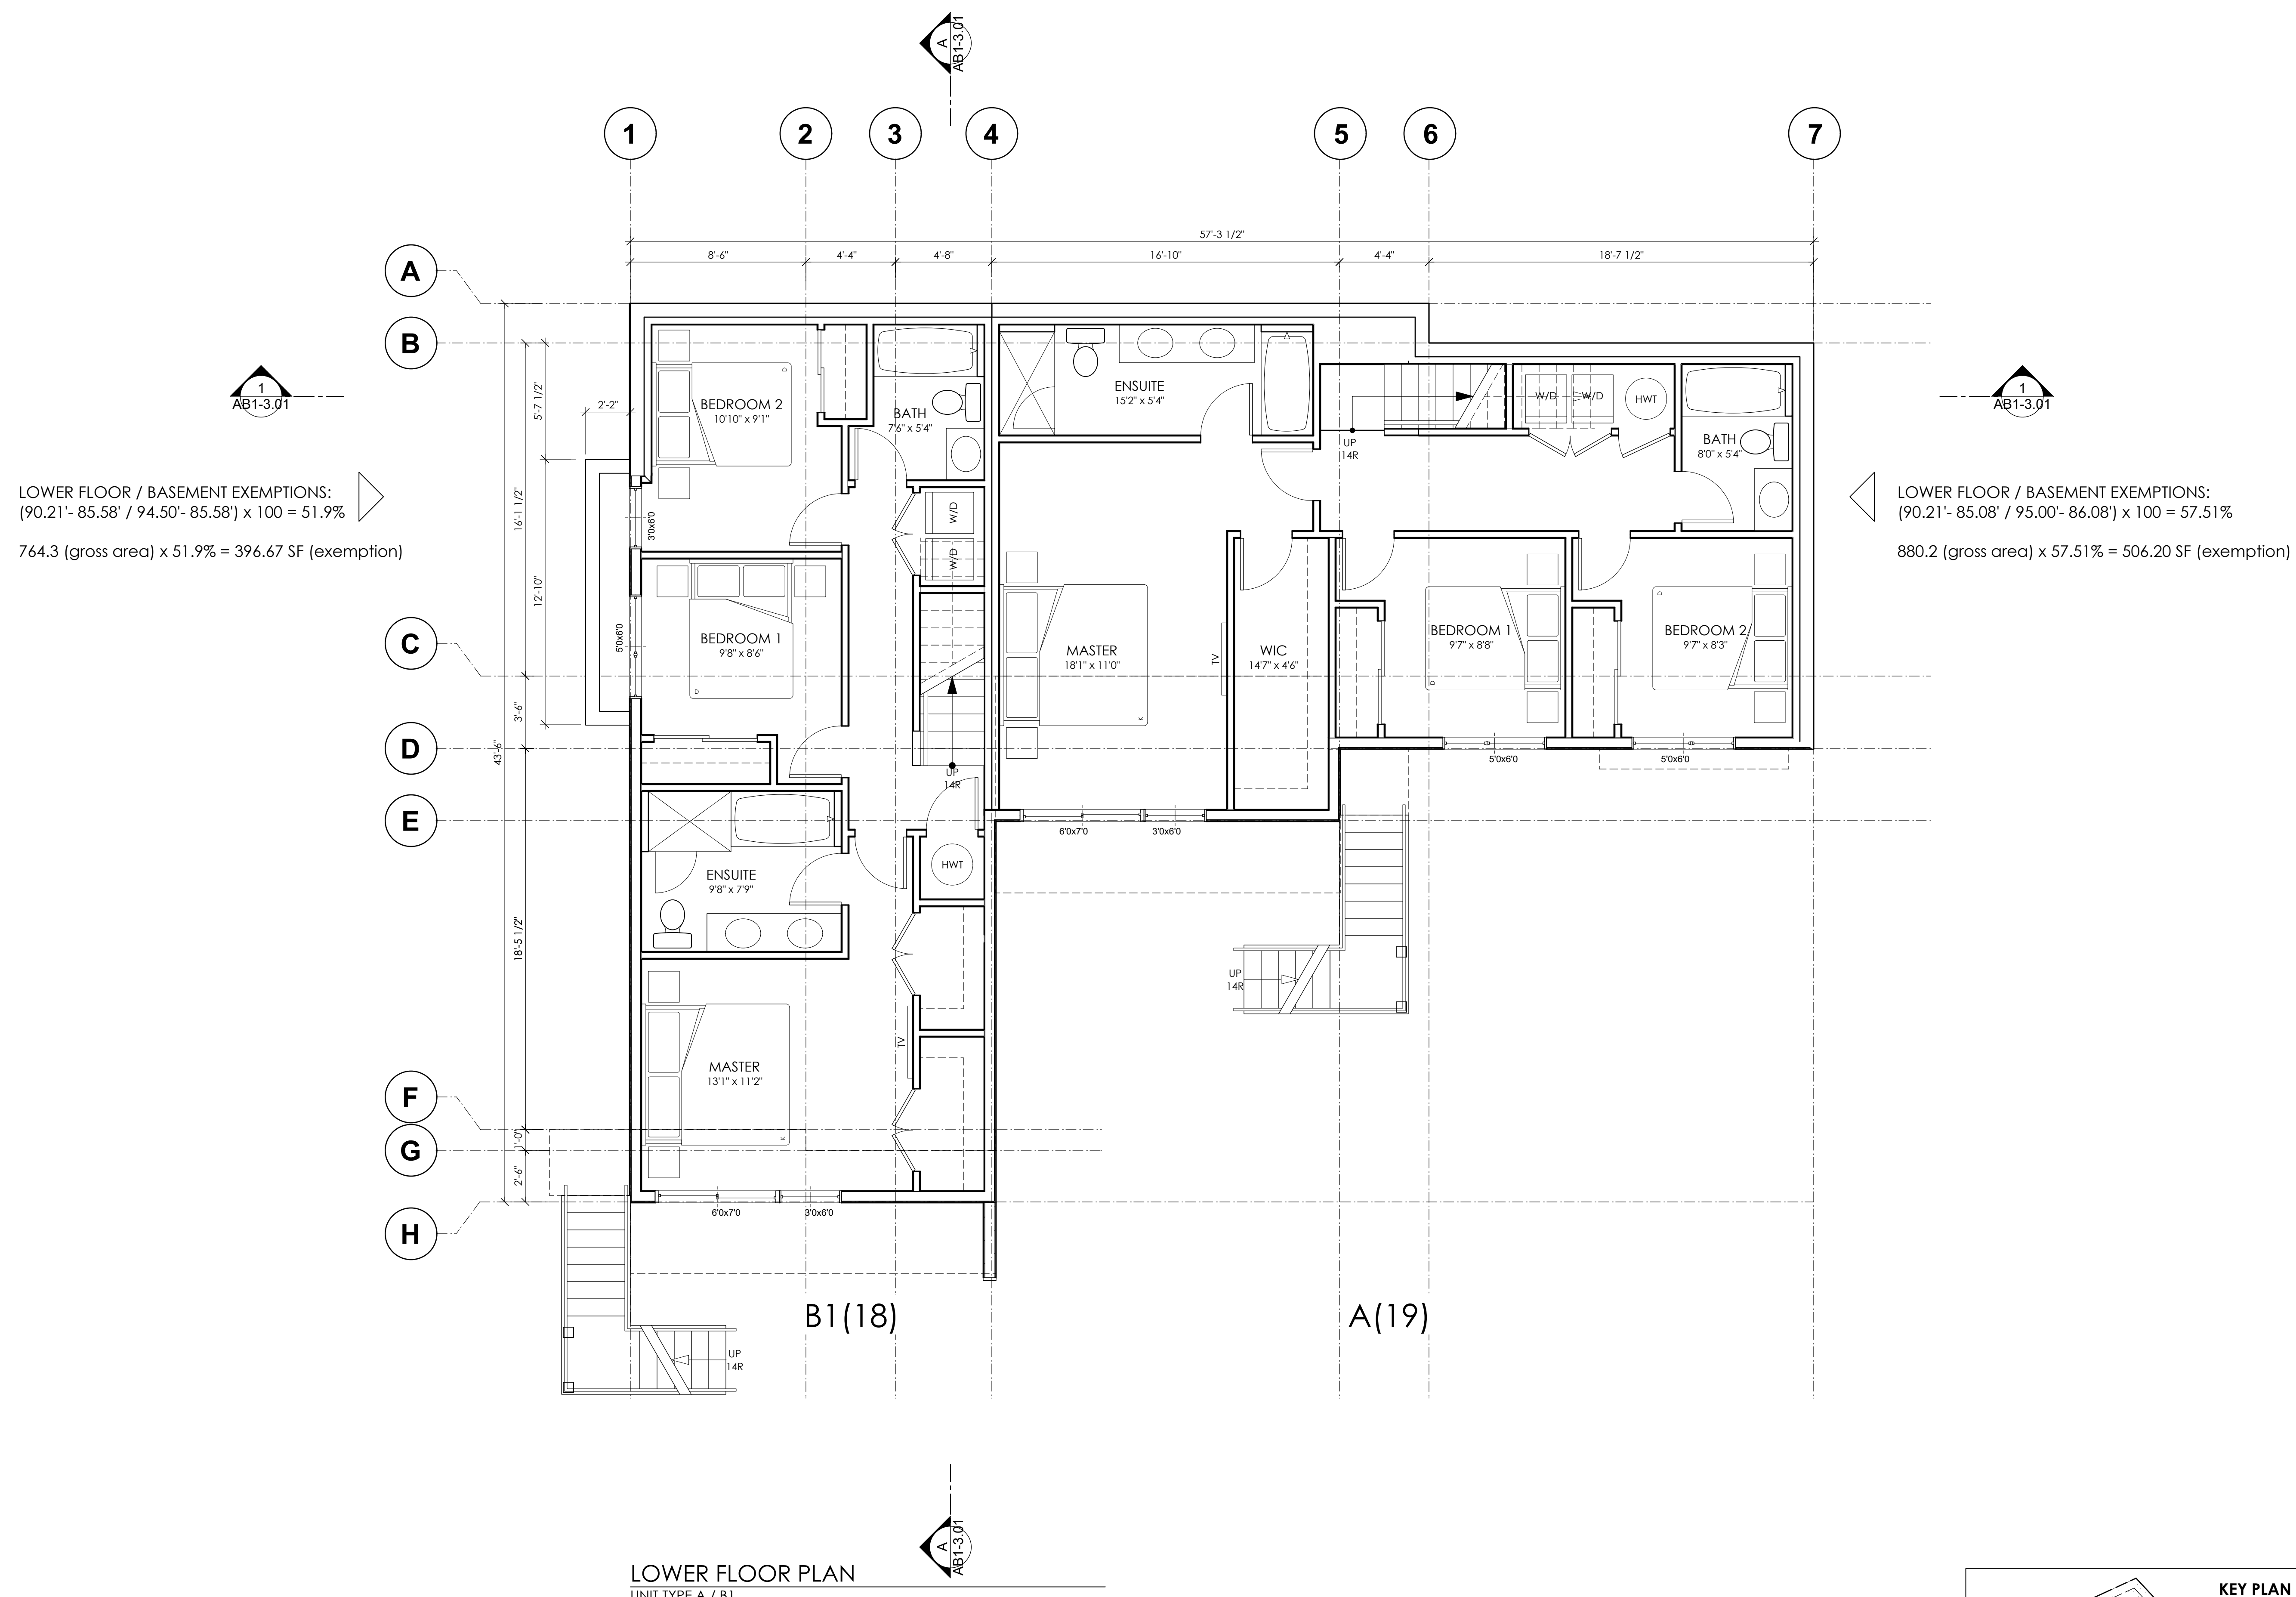 A
AB1-3.01
1
2
3
4
5
6
7
57'-3 1/2"
8'-6"
4'-4"
4'-8"
16'-10"
4'-4"
18'-7 1/2"
A
B
C
D
E
F
G
H
1
AB1-3.01
1
AB1-3.01
2'-2"
5'-7 1/2"
16'-1 1/2"
12'-10"
3'-6"
43'-6"
18'-5 1/2"
1'-0"
2'-6"
LOWER FLOOR / BASEMENT EXEMPTIONS:
(90.21'- 85.58' / 94.50'- 85.58') x 100 = 51.9%
764.3 (gross area) x 51.9% = 396.67 SF (exemption)
LOWER FLOOR / BASEMENT EXEMPTIONS:
(90.21'- 85.08' / 95.00'- 86.08') x 100 = 57.51%
880.2 (gross area) x 57.51% = 506.20 SF (exemption)
BEDROOM 2
10'10" x 9'1"
D
BATH
7'6" x 5'4"
ENSUITE
15'2" x 5'4"
UP
14R
W/D
W/D
HWT
BATH
8'0" x 5'4"
3'0x6'0
W/D
W/D
5'0x6'0
BEDROOM 1
9'8" x 8'6"
D
MASTER
18'1" x 11'0"
K
TV
WIC
14'7" x 4'6"
BEDROOM 1
9'7" x 8'8"
D
BEDROOM 2
9'7" x 8'3"
D
5'0x6'0
5'0x6'0
UP
14R
6'0x7'0
3'0x6'0
HWT
ENSUITE
9'8" x 7'9"
UP
14R
TV
MASTER
13'1" x 11'2"
K
6'0x7'0
3'0x6'0
B1(18)
A(19)
UP
14R
A
AB1-3.01
LOWER FLOOR PLAN
UNIT TYPE A / B1
KEY PLAN